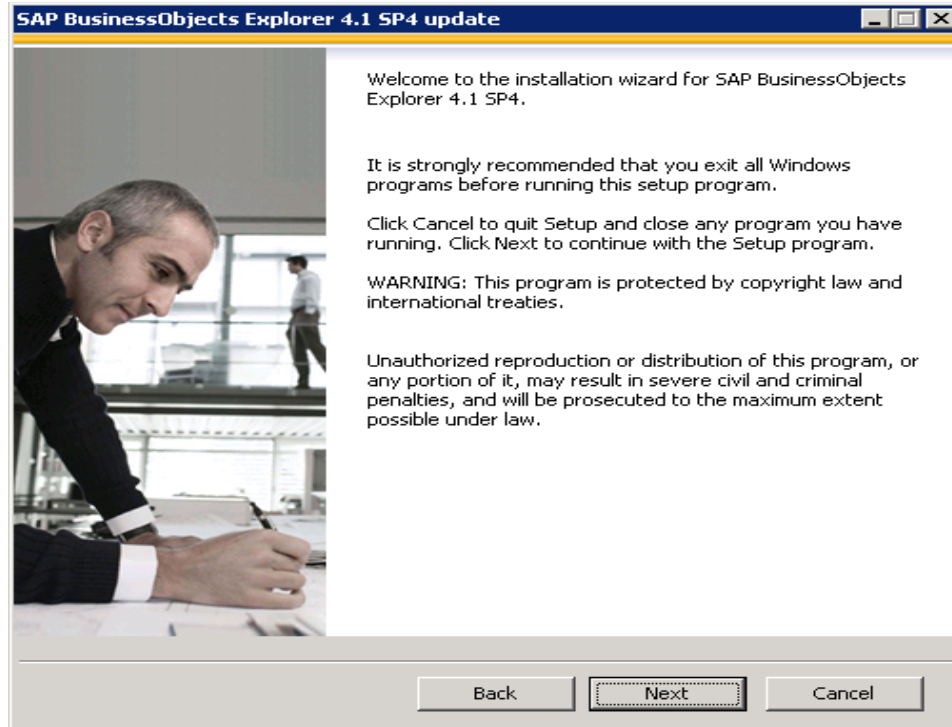 SAP BusinessObjects Explorer 4.1 SP4 update
Welcome to the installation wizard for SAP BusinessObjects
Explorer 4.1 SP4.
It is strongly recommended that you exit all Windows
programs before running this setup program.
Click Cancel to quit Setup and close any program you have
running. Click Next to continue with the Setup program.
WARNING: This program is protected by copyright law and
international treaties.
Unauthorized reproduction or distribution of this program, or
any portion of it, may result in severe civil and criminal
penalties, and will be prosecuted to the maximum extent
possible under law.
Back Next Cancel